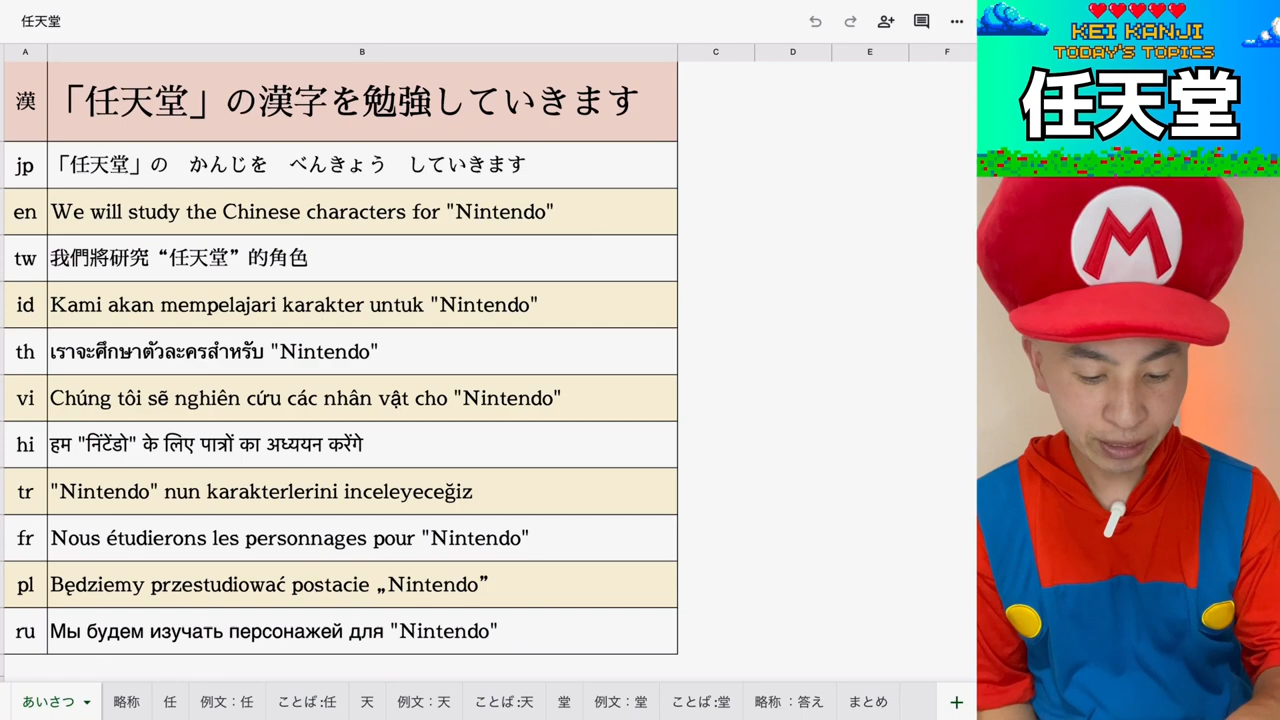 任天堂
A
B
C
D
E
F
漢
「任天堂」の漢字を勉強していきます
jp
「任天堂」の　かんじを　べんきょう　していきます
en
We will study the Chinese characters for "Nintendo"
tw
我們將研究“任天堂”的角色
id
Kami akan mempelajari karakter untuk "Nintendo"
th
เราจะศึกษาตัวละครสำหรับ "Nintendo"
vi
Chúng tôi sẽ nghiên cứu các nhân vật cho "Nintendo"
hi
हम "निंटेंडो" के लिए पात्रों का अध्ययन करेंगे
tr
"Nintendo" nun karakterlerini inceleyeceğiz
fr
Nous étudierons les personnages pour "Nintendo"
pl
Będziemy przestudiować postacie „Nintendo”
ru
Мы будем изучать персонажей для "Nintendo"
あいさつ
略称
任
例文：任
ことば:任
天
例文：天
ことば:天
堂
例文：堂
ことば:堂
略称 ：答え
まとめ
KEI KANJI
TODAY'S TOPICS
任天堂
M